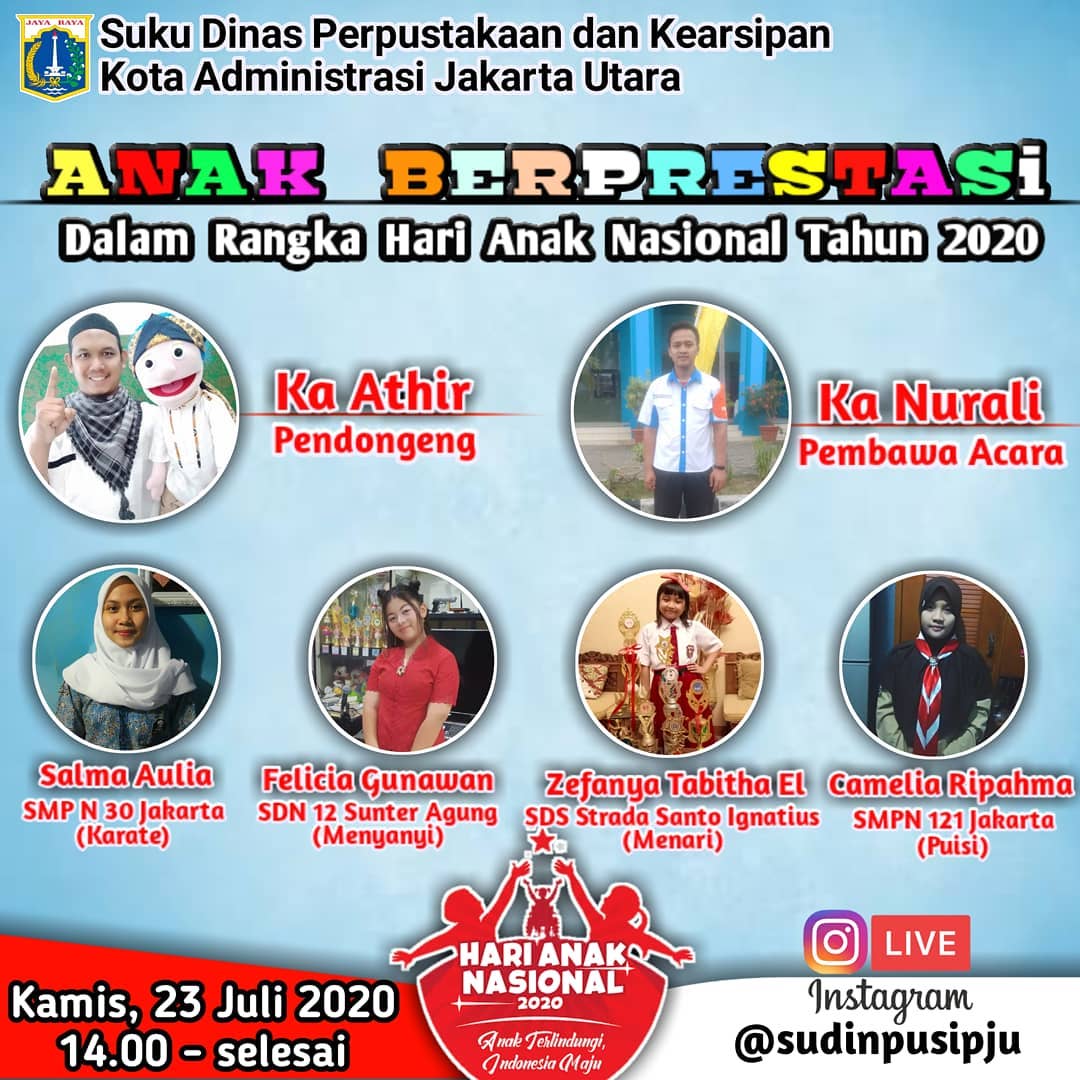 JAYA RAYA
Suku Dinas Perpustakaan dan Kearsipan
Kota Administrasi Jakarta Utara
ANAK BERPRESTASi
Dalam Rangka Hari Anak Nasional Tahun 2020
Ka Athir
Pendongeng
Ka Nurali
Pembawa Acara
Salma Aulia
SMP N 30 Jakarta
(Karate)
Felicia Gunawan
SDN 12 Sunter Agung
(Menyanyi)
Zefanya Tabitha El
SDS Strada Santo Ignatius
(Menari)
Camelia Ripahma
SMPN 121 Jakarta
(Puisi)
HARI ANAK
NASIONAL
2020
Anak Terlindungi,
Indonesia Maju
Kamis, 23 Juli 2020
14.00 - selesai
LIVE
Instagram
@sudinpusipju